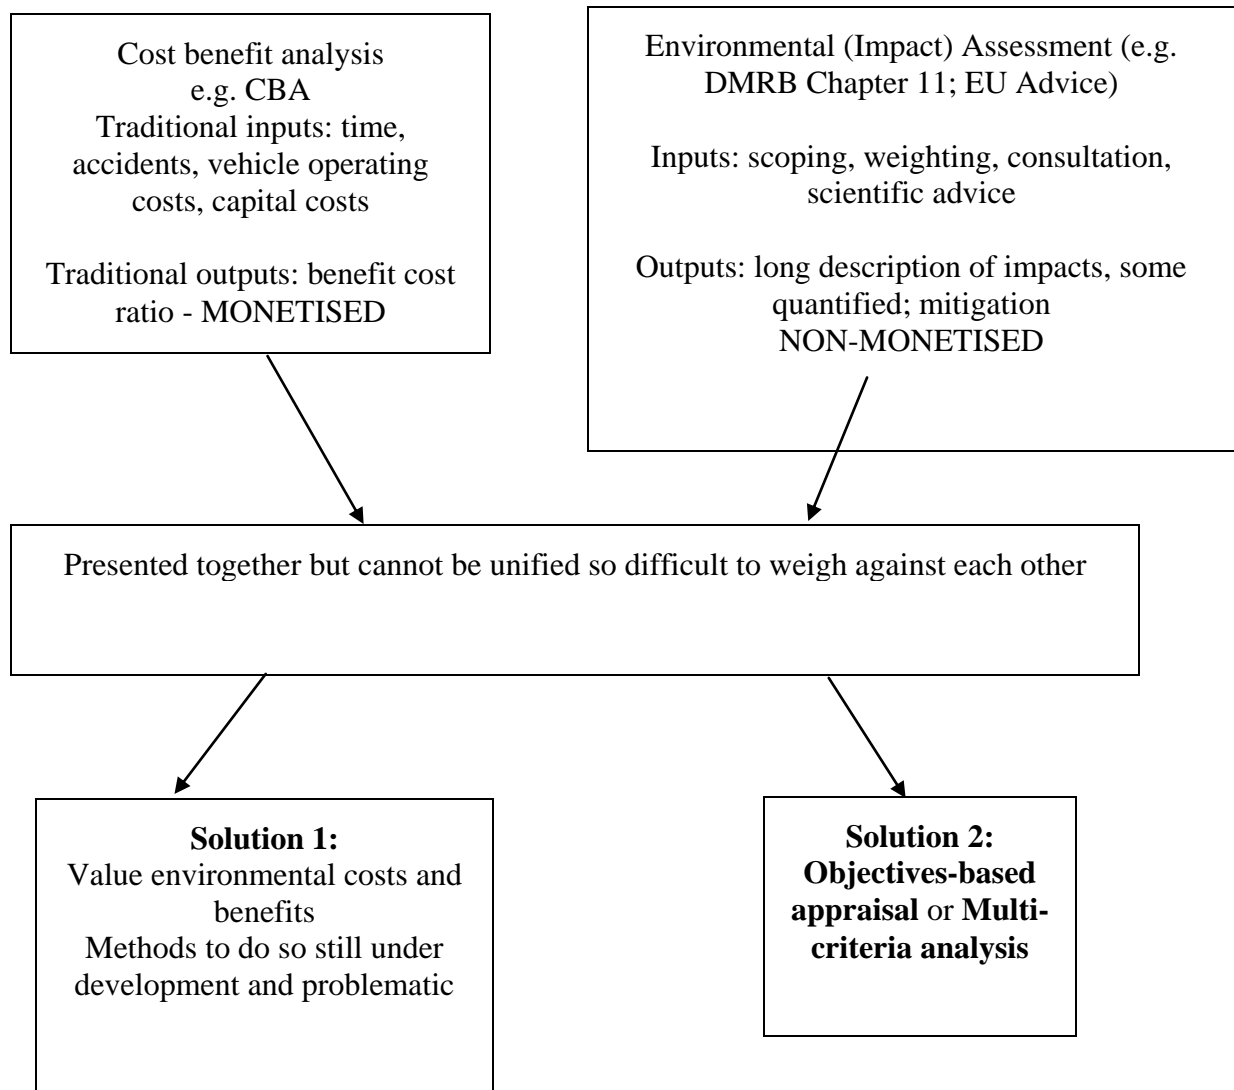 Cost benefit analysis
e.g. CBA
Traditional inputs: time,
accidents, vehicle operating
costs, capital costs
Traditional outputs: benefit cost
ratio - MONETISED
Environmental (Impact) Assessment (e.g.
DMRB Chapter 11; EU Advice)
Inputs: scoping, weighting, consultation,
scientific advice
Outputs: long description of impacts, some
quantified; mitigation
NON-MONETISED
Presented together but cannot be unified so difficult to weigh against each other
Solution 1:
Value environmental costs and
benefits
Methods to do so still under
development and problematic
Solution 2:
Objectives-based
appraisal or Multi-
criteria analysis